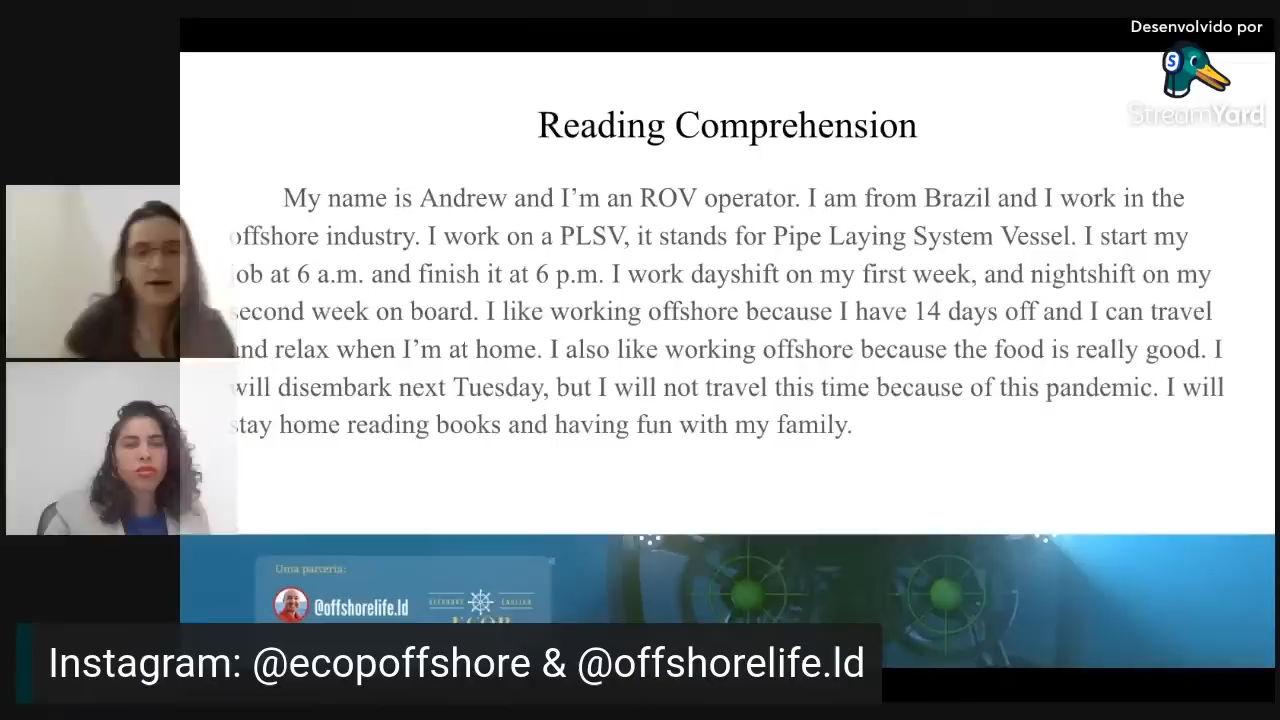 Desenvolvido por
StreamYard
Reading Comprehension
My name is Andrew and I’m an ROV operator. I am from Brazil and I work in the
offshore industry. I work on a PLSV, it stands for Pipe Laying System Vessel. I start my
job at 6 a.m. and finish it at 6 p.m. I work dayshift on my first week, and nightshift on my
second week on board. I like working offshore because I have 14 days off and I can travel
and relax when I’m at home. I also like working offshore because the food is really good. I
will disembark next Tuesday, but I will not travel this time because of this pandemic. I will
stay home reading books and having fun with my family.
Uma parceria:
@offshorelife.ld
OFFSHORE ENGLISH
ECOP
Instagram: @ecopoffshore & @offshorelife.ld